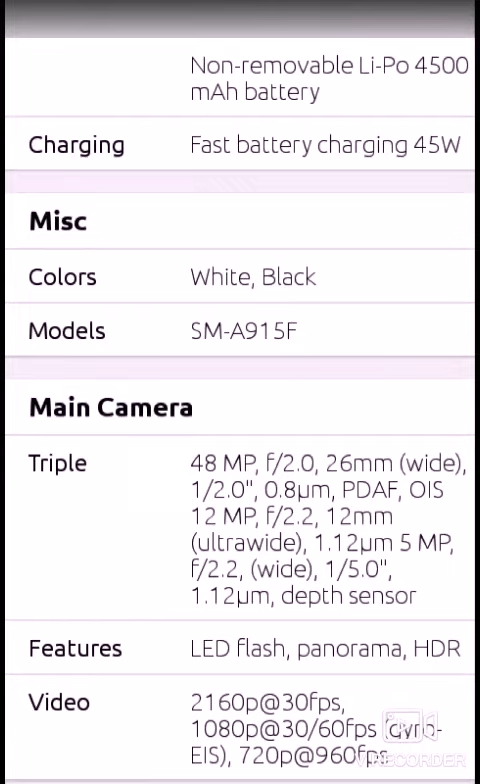 Non-removable Li-Po 4500
mAh battery
Charging Fast battery charging 45W
Misc
Colors White, Black
Models SM-A915F
Main Camera
Triple 48 MP, f/2.0, 26mm (wide),
1/2.0", 0.8µm, PDAF, OIS
12 MP, f/2.2, 12mm
(ultrawide), 1.12µm 5 MP,
f/2.2, (wide), 1/5.0",
1.12µm, depth sensor
Features LED flash, panorama, HDR
Video 2160p@30fps,
1080p@30/60fps (gyro-
EIS), 720p@960fps
VIVRECORDER